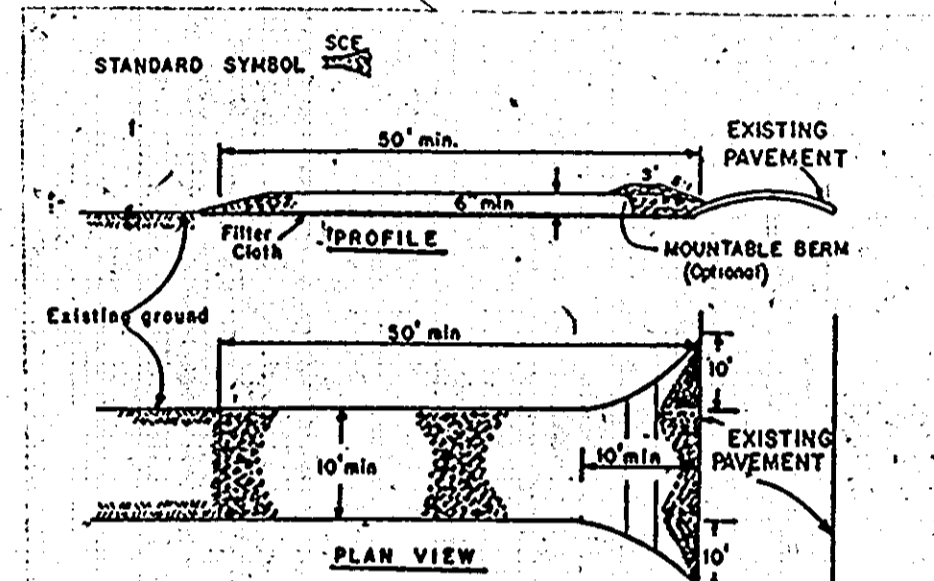 SCE
STANDARD SYMBOL
50' min.
EXISTING
PAVEMENT
3'
6" min
Filter
Cloth
PROFILE
MOUNTABLE BERM
(Optional)
Existing ground
50' min
10'
10' min
10' min
EXISTING
PAVEMENT
10'
PLAN VIEW